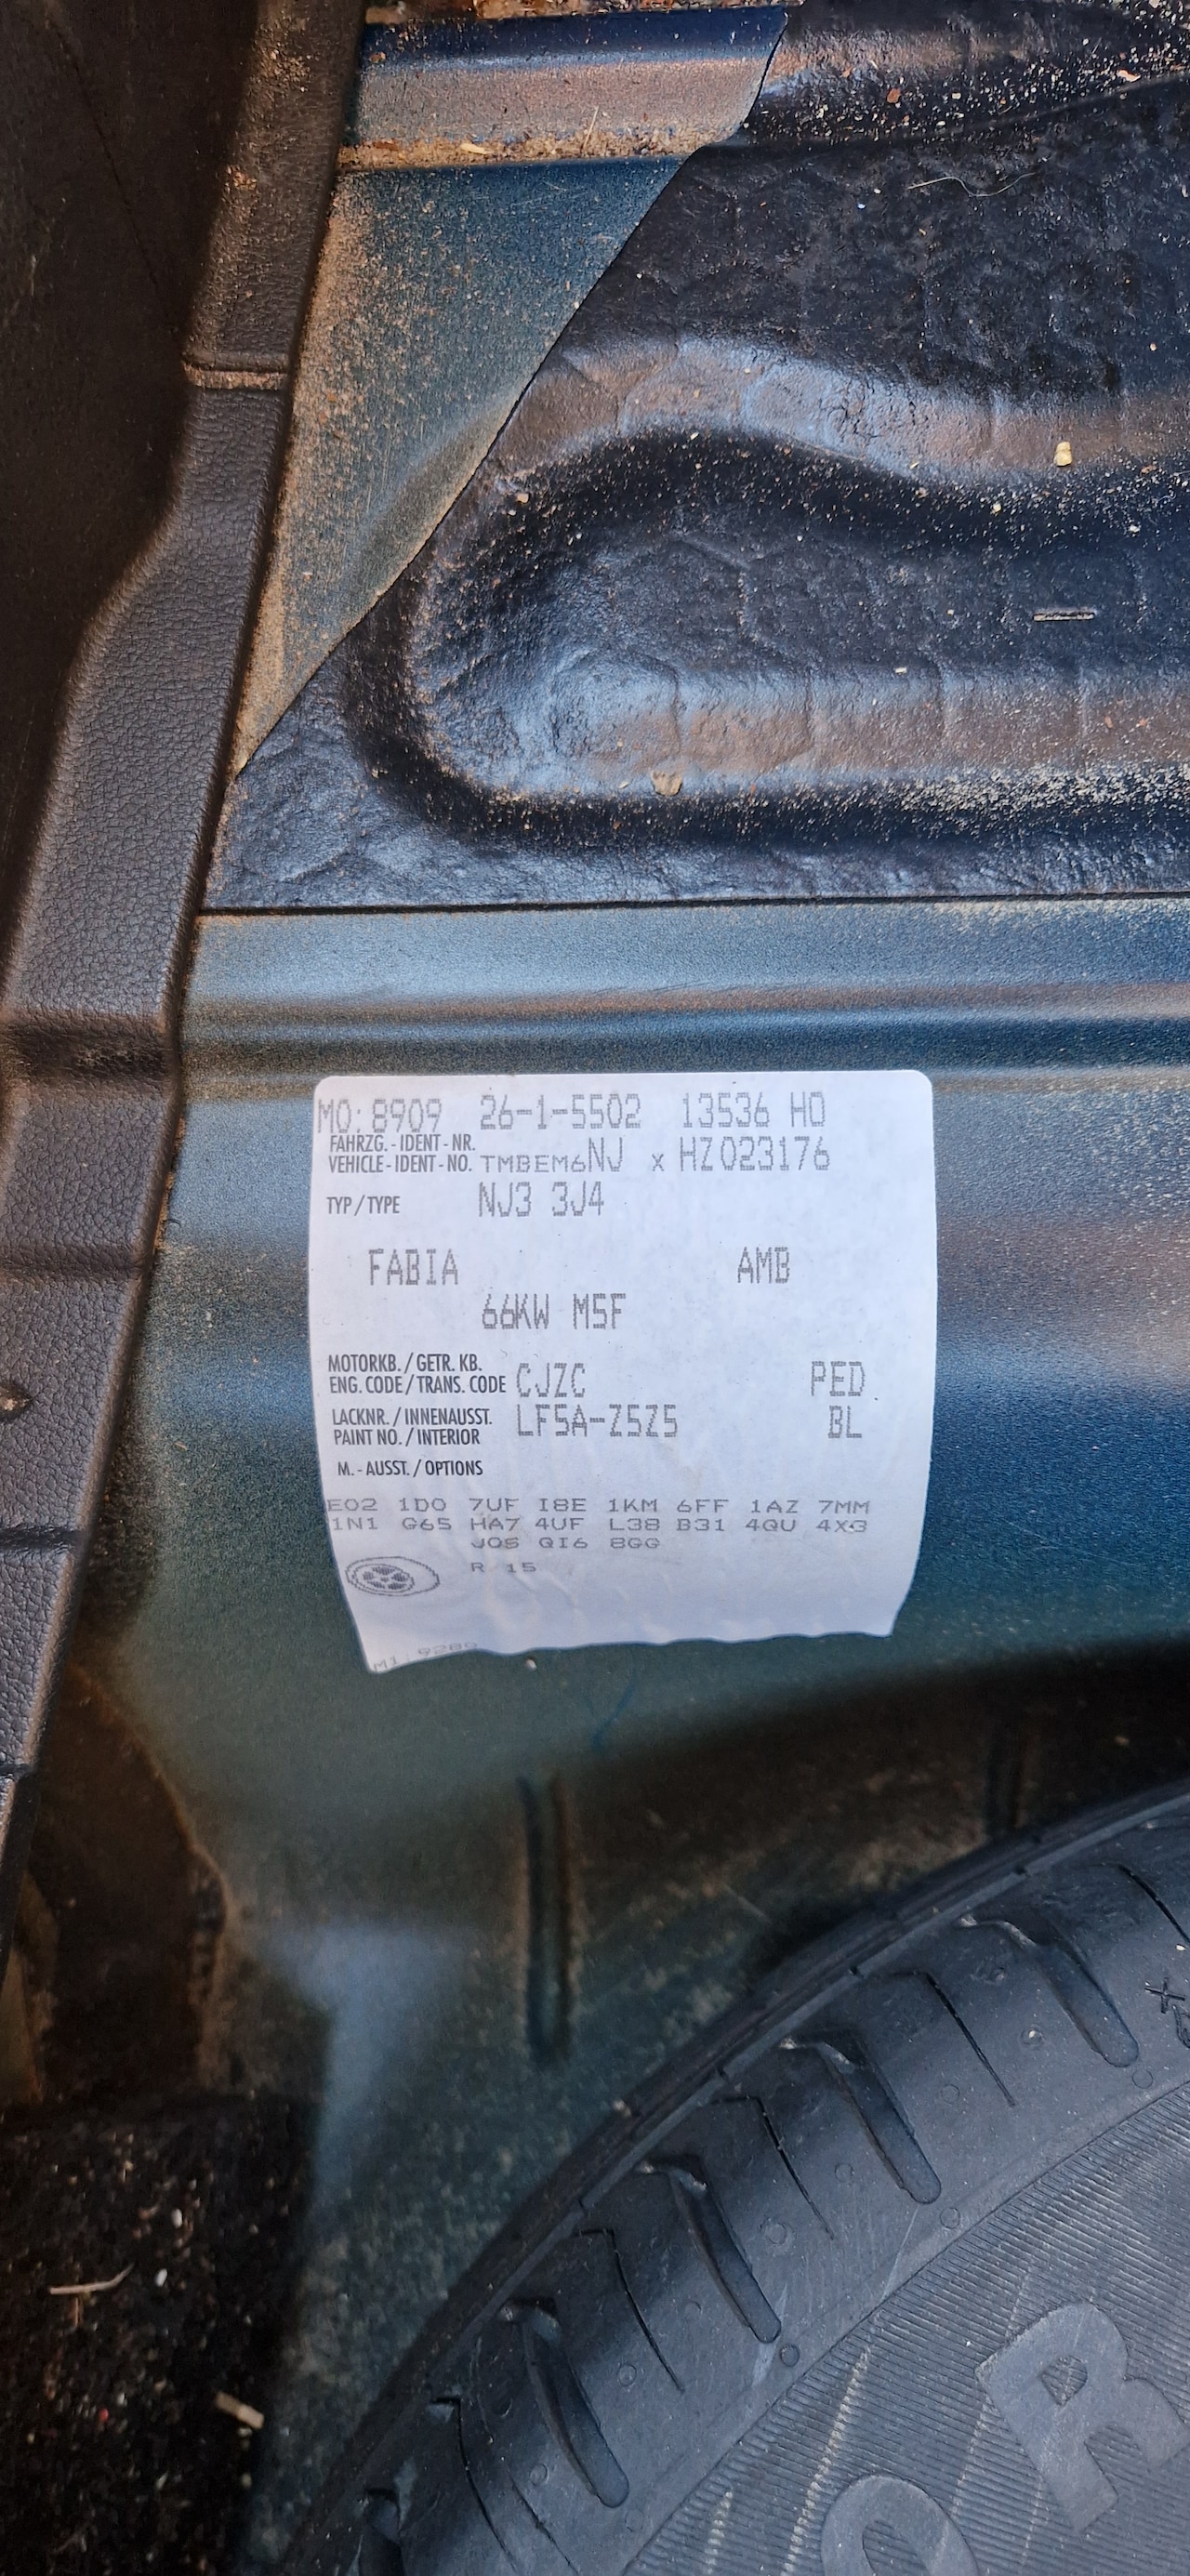 MO: 8909 26-1-5502 13536 HO
FAHRZG.-IDENT-NR.
VEHICLE-IDENT-NO. TMBEM6NJ x HZ023176
TYP/TYPE NJ3 3J4
FABIA AMB
66KW M5F
MOTORKB./GETR. KB.
ENG. CODE/TRANS. CODE CJZC PED
LACKNR./INNENAUSST.
PAINT NO./INTERIOR LF5A-Z5Z5 BL
M.-AUSST./OPTIONS
E02 1D0 7UF I8E 1KM 6FF 1AZ 7MM
1N1 G65 HA7 4UF L38 B31 4QU 4X3
J0S QI6 8GG
R 15